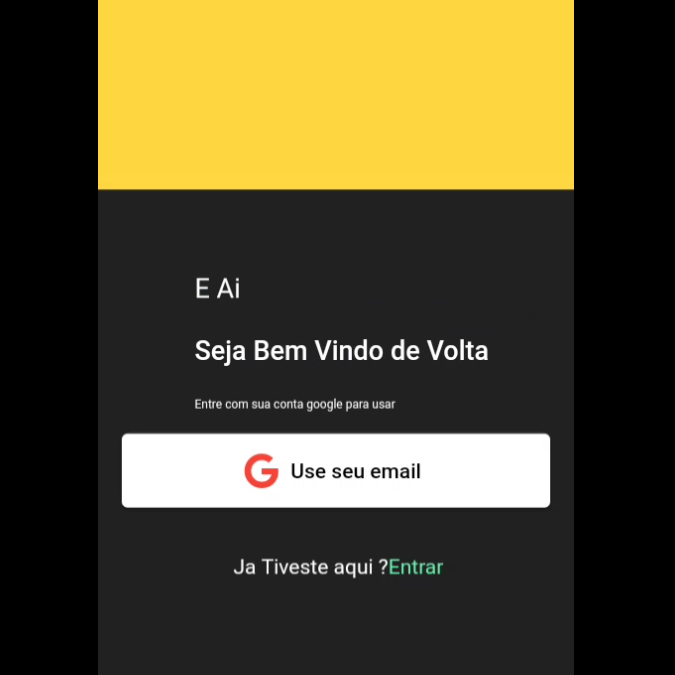 E Ai
Seja Bem Vindo de Volta
Entre com sua conta google para usar
Use seu email
Ja Tiveste aqui ?Entrar